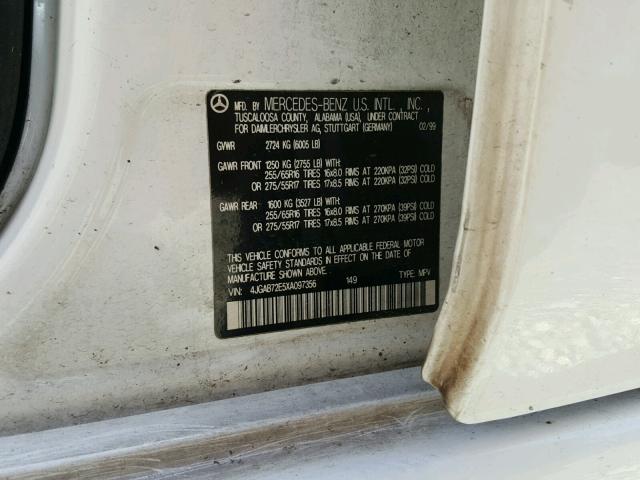 MFD. BY MERCEDES-BENZ U.S. INTL., INC.,
TUSCALOOSA COUNTY, ALABAMA (USA), UNDER CONTRACT
FOR DAIMLERCHRYSLER AG, STUTTGART (GERMANY) 02/99
GVWR 2724 KG (6005 LB)
GAWR FRONT 1250 KG (2755 LB) WITH:
255/65R16 TIRES 16x8.0 RIMS AT 220KPA (32PSI) COLD
OR 275/55R17 TIRES 17x8.5 RIMS AT 220KPA (32PSI) COLD
GAWR REAR 1600 KG (3527 LB) WITH:
255/65R16 TIRES 16x8.0 RIMS AT 270KPA (39PSI) COLD
OR 275/55R17 TIRES 17x8.5 RIMS AT 270KPA (39PSI) COLD
THIS VEHICLE CONFORMS TO ALL APPLICABLE FEDERAL MOTOR
VEHICLE SAFETY STANDARDS IN EFFECT ON THE DATE OF
MANUFACTURE SHOWN ABOVE.
VIN: 4JGAB72E5XA097356 149 TYPE: MPV